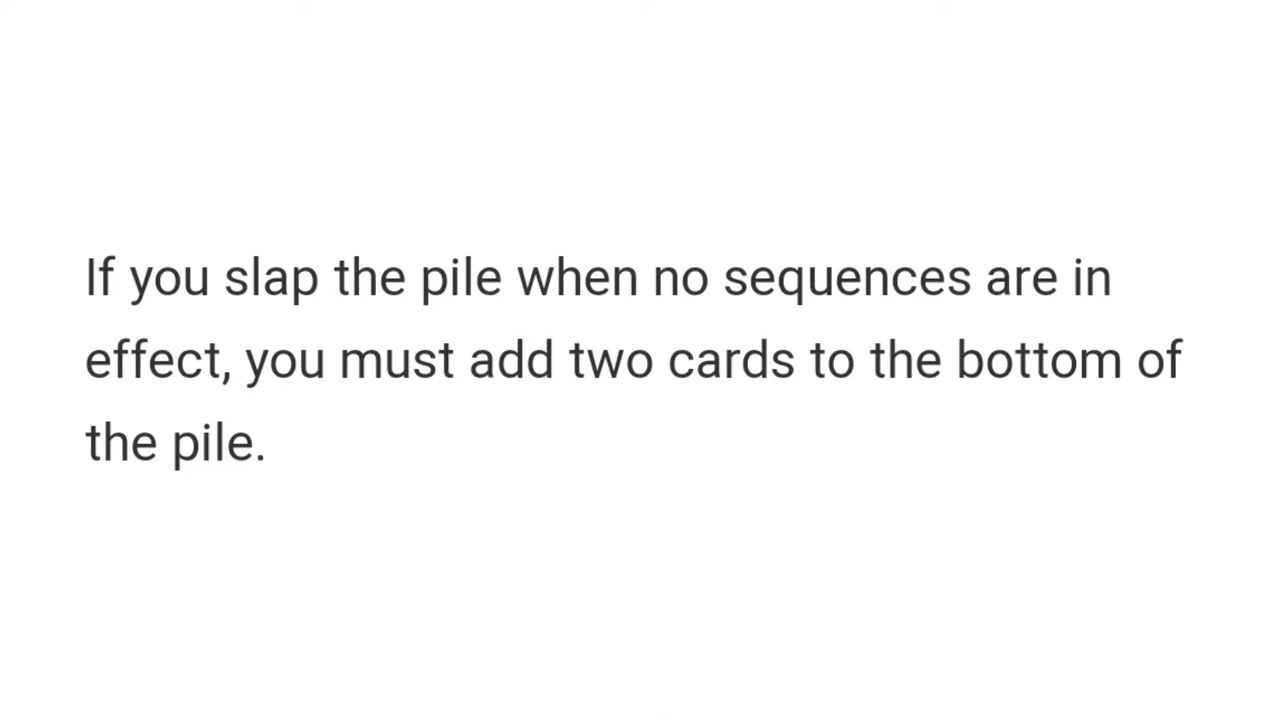 If you slap the pile when no sequences are in
effect, you must add two cards to the bottom of
the pile.